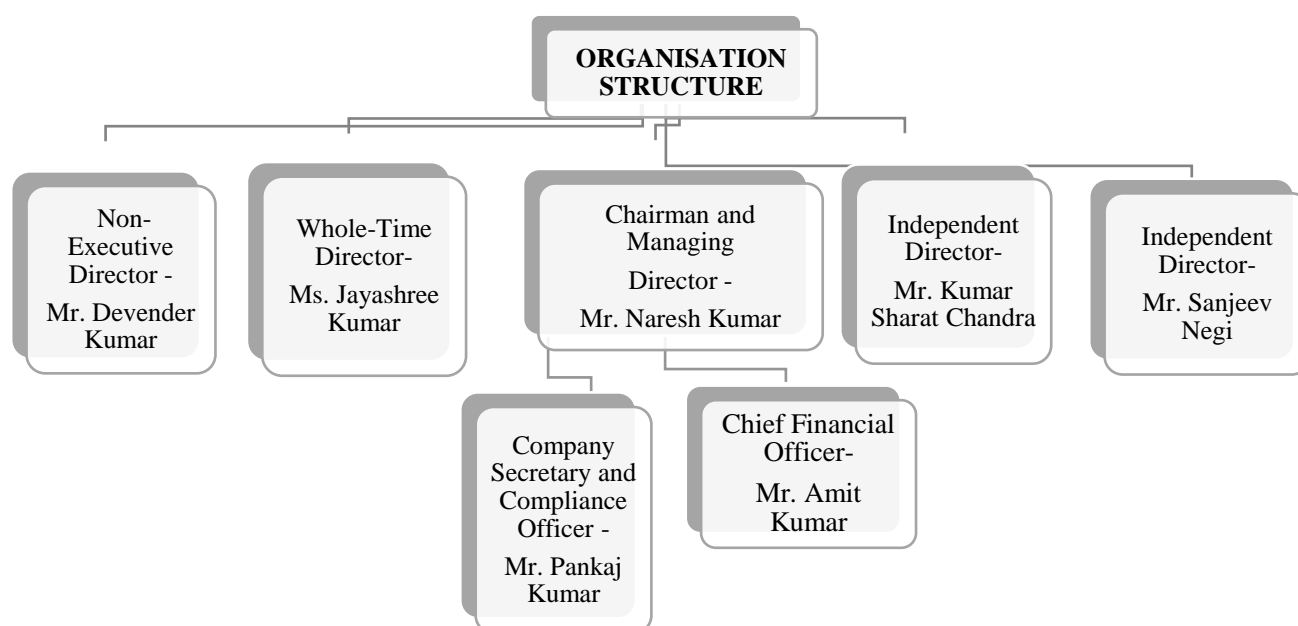 ORGANISATION
STRUCTURE
Non-
Executive
Director -
Mr. Devender
Kumar
Whole-Time
Director-
Ms. Jayashree
Kumar
Chairman and
Managing
Director -
Mr. Naresh Kumar
Independent
Director-
Mr. Kumar
Sharat Chandra
Independent
Director-
Mr. Sanjeev
Negi
Company
Secretary and
Compliance
Officer -
Mr. Pankaj
Kumar
Chief Financial
Officer-
Mr. Amit
Kumar